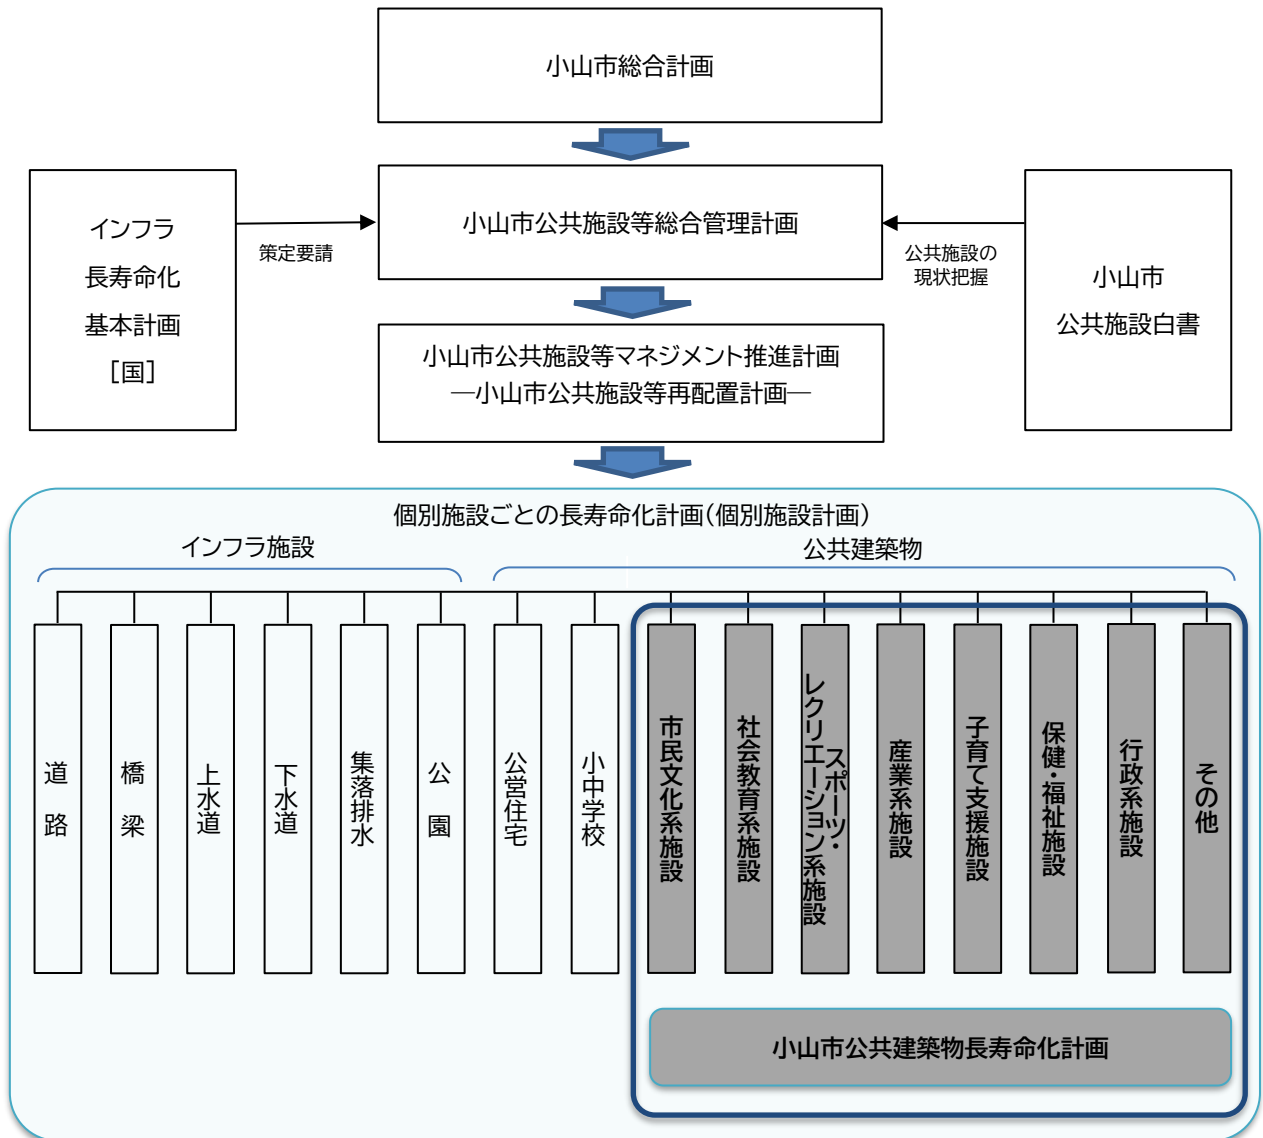 小山市総合計画
インフラ
長寿命化
基本計画
［国］
策定要請
小山市公共施設等総合管理計画
公共施設の
現状把握
小山市
公共施設白書
小山市公共施設等マネジメント推進計画
―小山市公共施設等再配置計画―
個別施設ごとの長寿命化計画（個別施設計画）
インフラ施設
公共建築物
道　路
橋　梁
上水道
下水道
集落排水
公　園
公営住宅
小中学校
市民文化系施設
社会教育系施設
スポーツ・
レクリエーション系施設
産業系施設
子育て支援施設
保健・福祉施設
行政系施設
その他
小山市公共建築物長寿命化計画